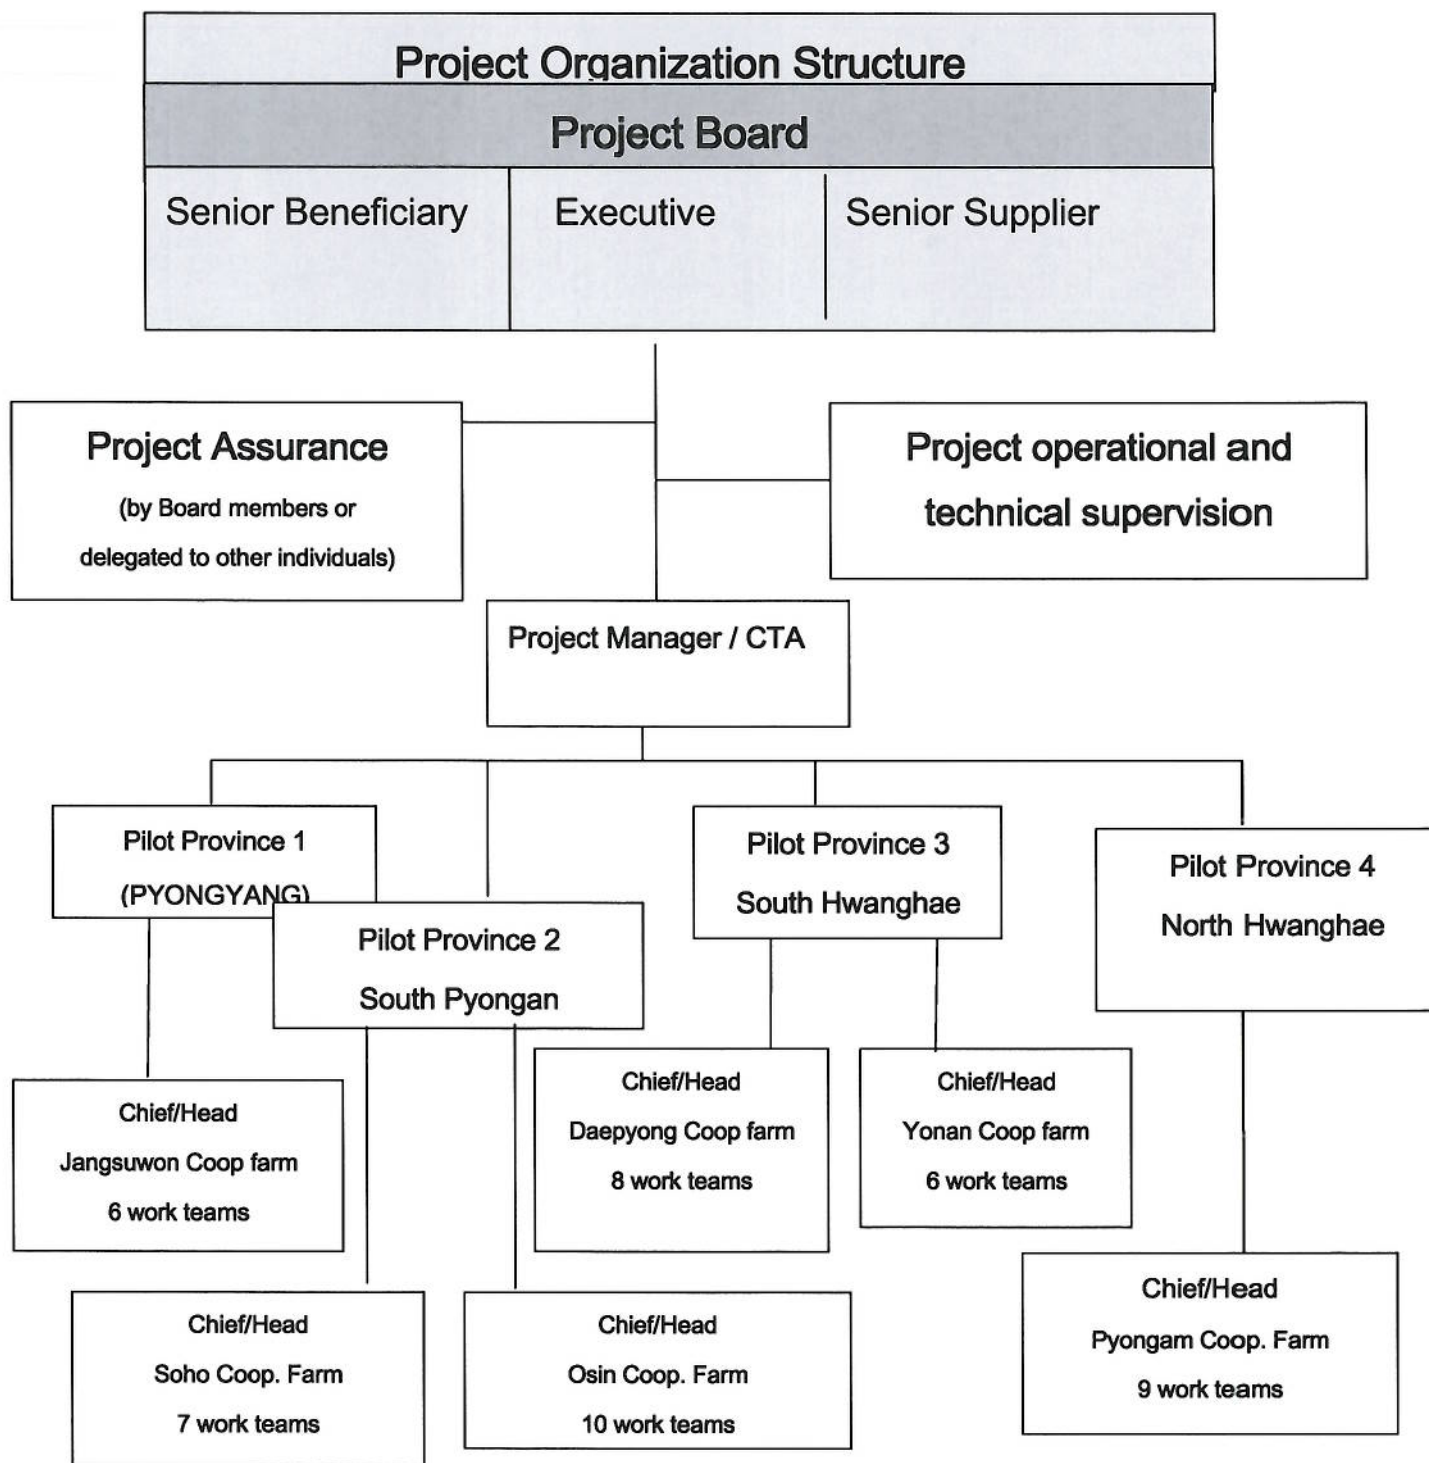 Project Organization Structure
Project Board
Senior Beneficiary
Executive
Senior Supplier
Project Assurance
(by Board members or
delegated to other individuals)
Project operational and
technical supervision
Project Manager / CTA
Pilot Province 1
(PYONGYANG)
Pilot Province 2
South Pyongan
Pilot Province 3
South Hwanghae
Pilot Province 4
North Hwanghae
Chief/Head
Jangsuwon Coop farm
6 work teams
Chief/Head
Daepyong Coop farm
8 work teams
Chief/Head
Yonan Coop farm
6 work teams
Chief/Head
Soho Coop. Farm
7 work teams
Chief/Head
Osin Coop. Farm
10 work teams
Chief/Head
Pyongam Coop. Farm
9 work teams